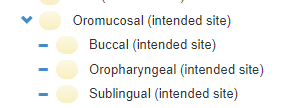 Oromucosal (intended site)
Buccal (intended site)
Oropharyngeal (intended site)
Sublingual (intended site)